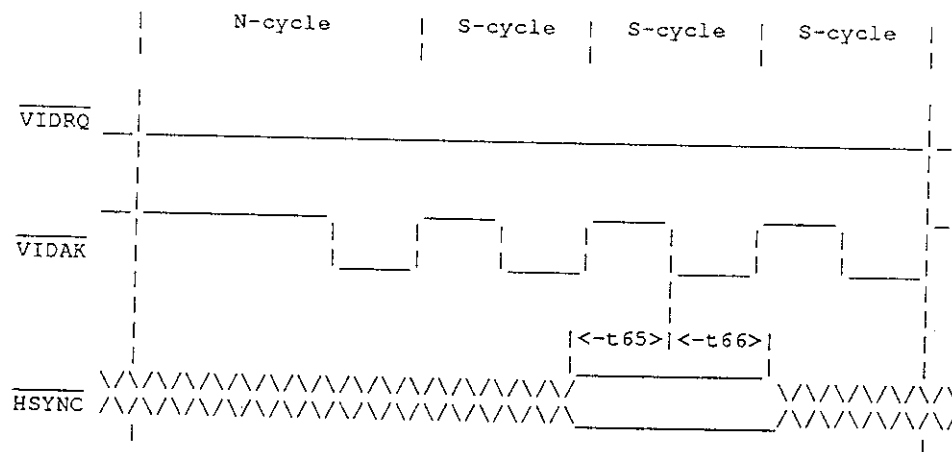 N-cycle S-cycle S-cycle S-cycle
VIDRQ
VIDAK
<-t65> <-t66>
HSYNC